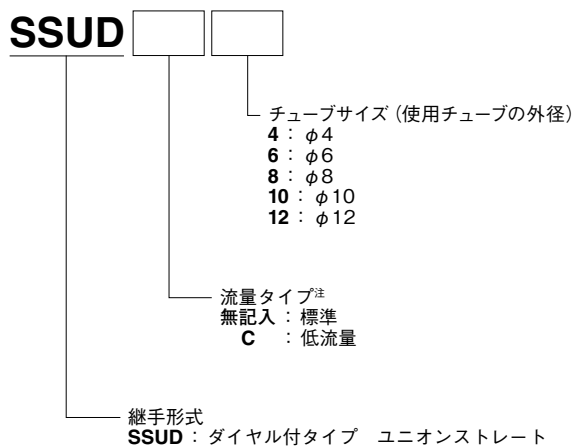 SSUD
チューブサイズ（使用チューブの外径）
4：φ4
6：φ6
8：φ8
10：φ10
12：φ12
流量タイプ注
無記入：標準
C：低流量
継手形式
SSUD：ダイヤル付タイプ　ユニオンストレート